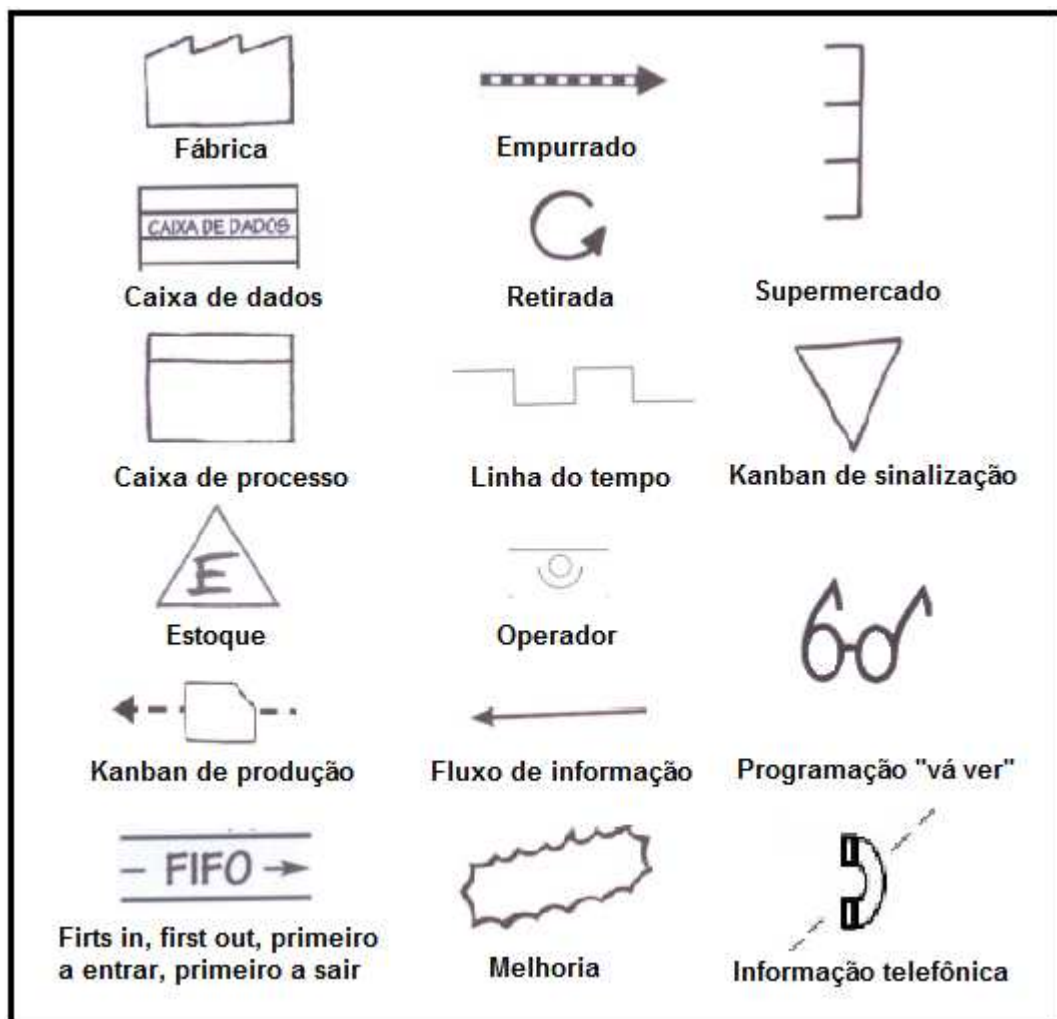 Fábrica
Empurrado
CAIXA DE DADOS
Caixa de dados
Retirada
Supermercado
Caixa de processo
Linha do tempo
Kanban de sinalização
E
Estoque
Operador
Kanban de produção
Fluxo de informação
Programação "vá ver"
FIFO
Firts in, first out, primeiro
a entrar, primeiro a sair
Melhoria
Informação telefônica